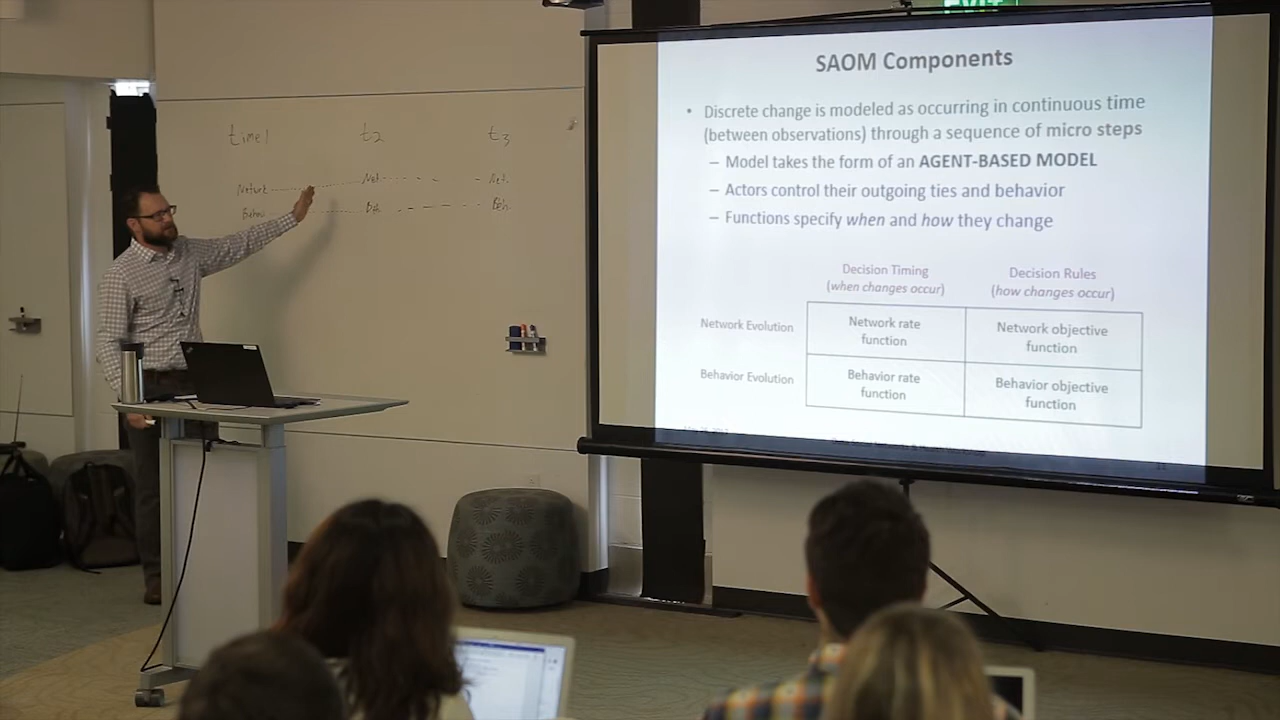 EXIT
time1 t2 t3
Network Net. Net.
Behav Beh. Beh.
SAOM Components
• Discrete change is modeled as occurring in continuous time
(between observations) through a sequence of micro steps
– Model takes the form of an AGENT-BASED MODEL
– Actors control their outgoing ties and behavior
– Functions specify when and how they change
Decision Timing Decision Rules
(when changes occur) (how changes occur)
Network Evolution Network rate function Network objective function
Behavior Evolution Behavior rate function Behavior objective function